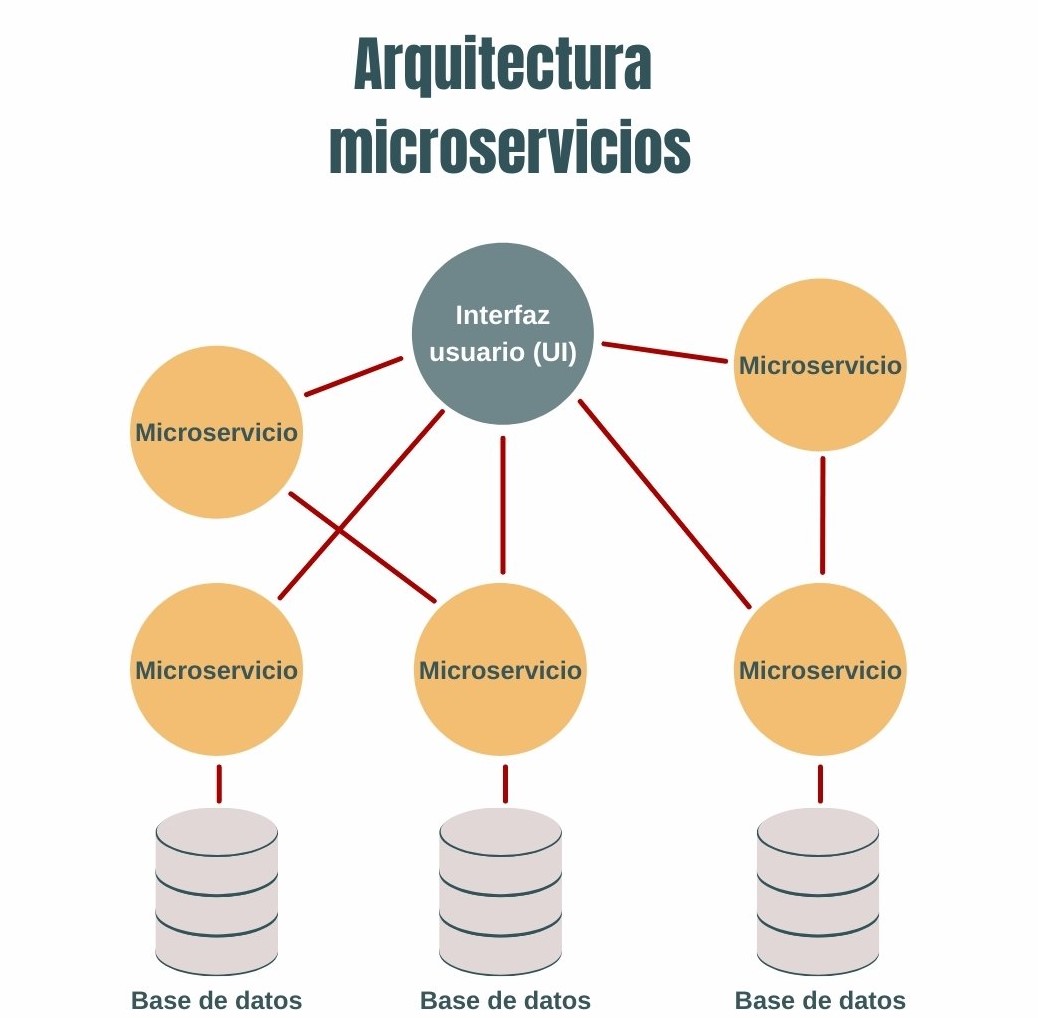 Arquitectura
microservicios
Interfaz
usuario (UI)
Microservicio
Microservicio
Microservicio
Microservicio
Microservicio
Base de datos
Base de datos
Base de datos